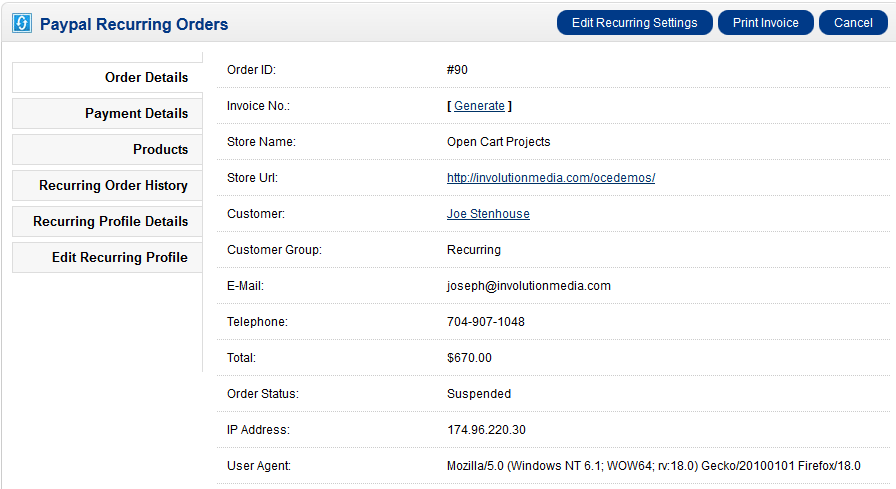 Paypal Recurring Orders
Edit Recurring Settings
Print Invoice
Cancel
Order Details
Payment Details
Products
Recurring Order History
Recurring Profile Details
Edit Recurring Profile
Order ID: #90
Invoice No.: [ Generate ]
Store Name: Open Cart Projects
Store Url: http://involutionmedia.com/ocedemos/
Customer: Joe Stenhouse
Customer Group: Recurring
E-Mail: joseph@involutionmedia.com
Telephone: 704-907-1048
Total: $670.00
Order Status: Suspended
IP Address: 174.96.220.30
User Agent: Mozilla/5.0 (Windows NT 6.1; WOW64; rv:18.0) Gecko/20100101 Firefox/18.0